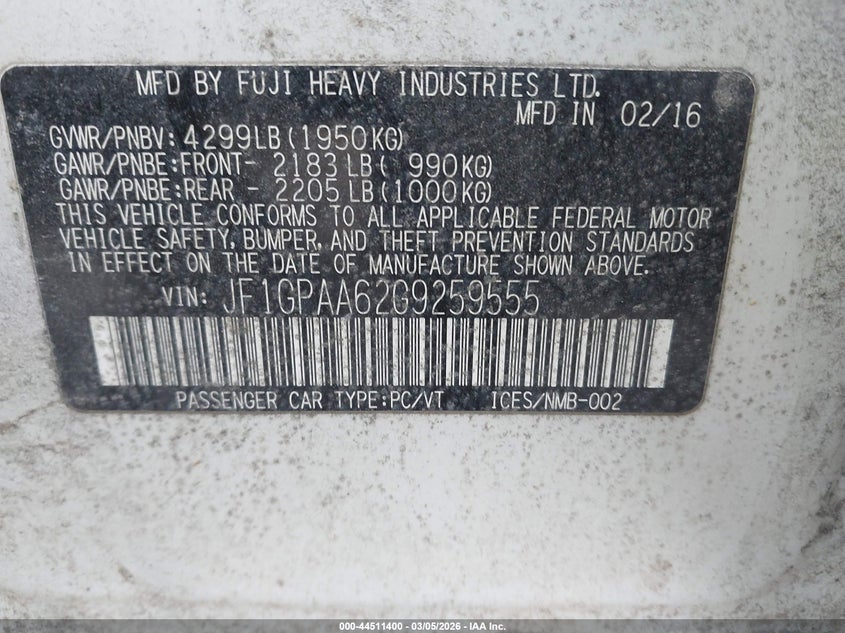 MFD BY FUJI HEAVY INDUSTRIES LTD.
MFD IN 02/16
GVWR/PNBV: 4299LB (1950KG)
GAWR/PNBE:FRONT- 2183LB( 990KG)
GAWR/PNBE:REAR - 2205LB(1000KG)
THIS VEHICLE CONFORMS TO ALL APPLICABLE FEDERAL MOTOR
VEHICLE SAFETY, BUMPER, AND THEFT PREVENTION STANDARDS
IN EFFECT ON THE DATE OF MANUFACTURE SHOWN ABOVE.
VIN: JF1GPAA62G9259555
PASSENGER CAR TYPE:PC/VT ICES/NMB-002
000-44511400 — 03/05/2026 — IAA Inc.